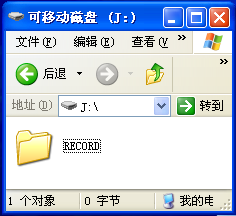 可移动磁盘 (J:)
文件(F) 编辑(E) 查看(V) »
后退 »
地址(D) J:\ 转到
RECORD
1 个对象 0 字节 我的电